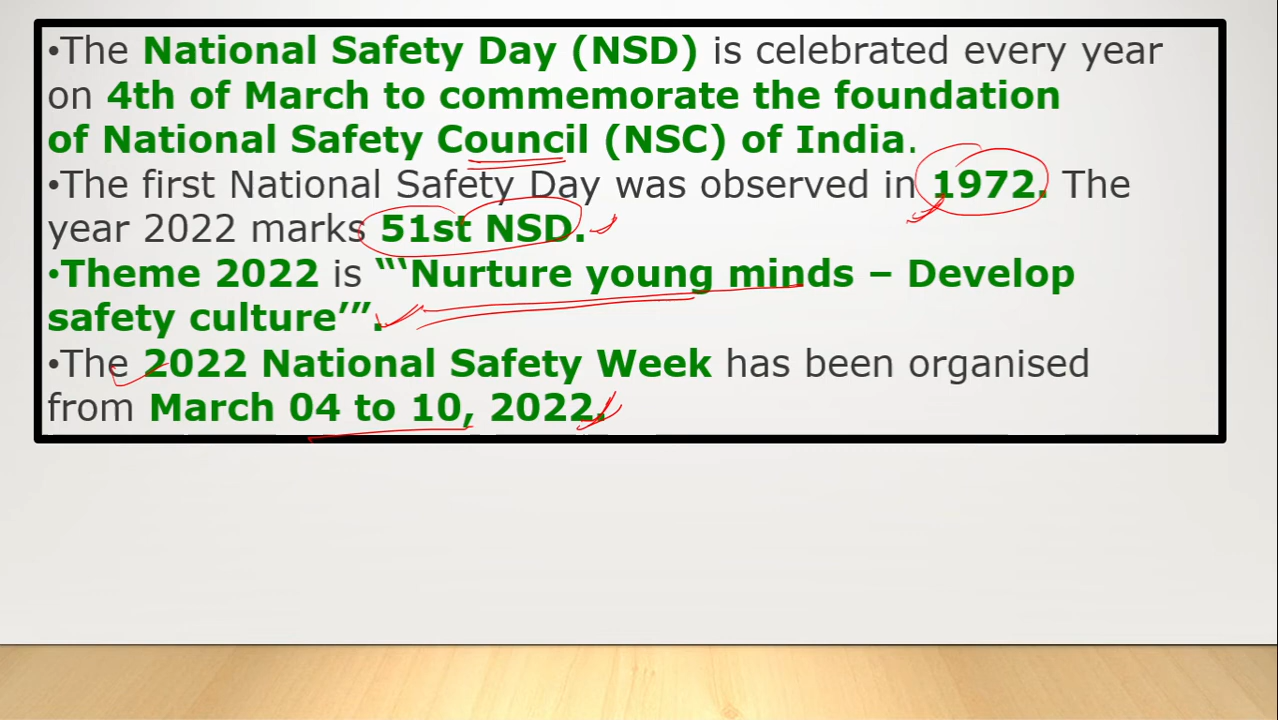 •The National Safety Day (NSD) is celebrated every year
on 4th of March to commemorate the foundation
of National Safety Council (NSC) of India.
•The first National Safety Day was observed in 1972. The
year 2022 marks 51st NSD.
•Theme 2022 is “‘Nurture young minds – Develop
safety culture’”.
•The 2022 National Safety Week has been organised
from March 04 to 10, 2022.